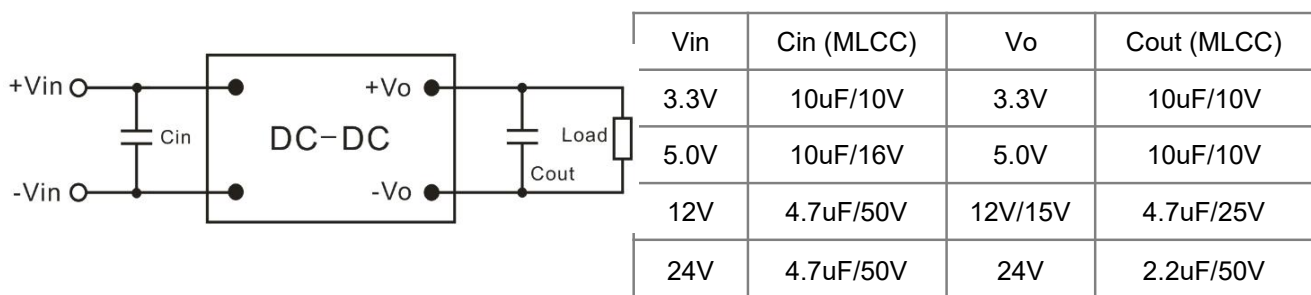 +Vin
-Vin
Cin
DC-DC
+Vo
-Vo
Cout
Load
Vin Cin (MLCC) Vo Cout (MLCC)
3.3V 10uF/10V 3.3V 10uF/10V
5.0V 10uF/16V 5.0V 10uF/10V
12V 4.7uF/50V 12V/15V 4.7uF/25V
24V 4.7uF/50V 24V 2.2uF/50V